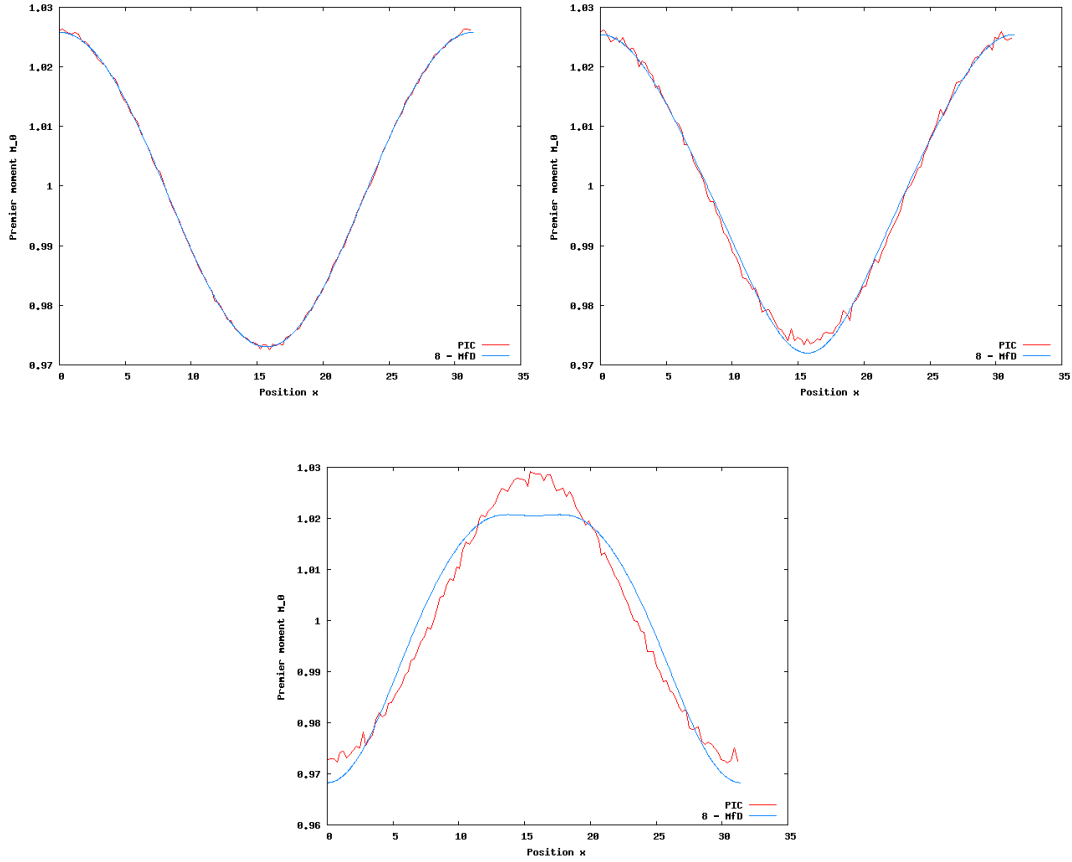 1.03
1.02
1.01
1
0.99
0.98
0.97
Premier moment M_0
PIC
8 - MfD
0 5 10 15 20 25 30 35
Position x
1.03
1.02
1.01
1
0.99
0.98
0.97
Premier moment M_0
PIC
8 - MfD
0 5 10 15 20 25 30 35
Position x
1.03
1.02
1.01
1
0.99
0.98
0.97
0.96
Premier moment M_0
PIC
8 - MfD
0 5 10 15 20 25 30 35
Position x